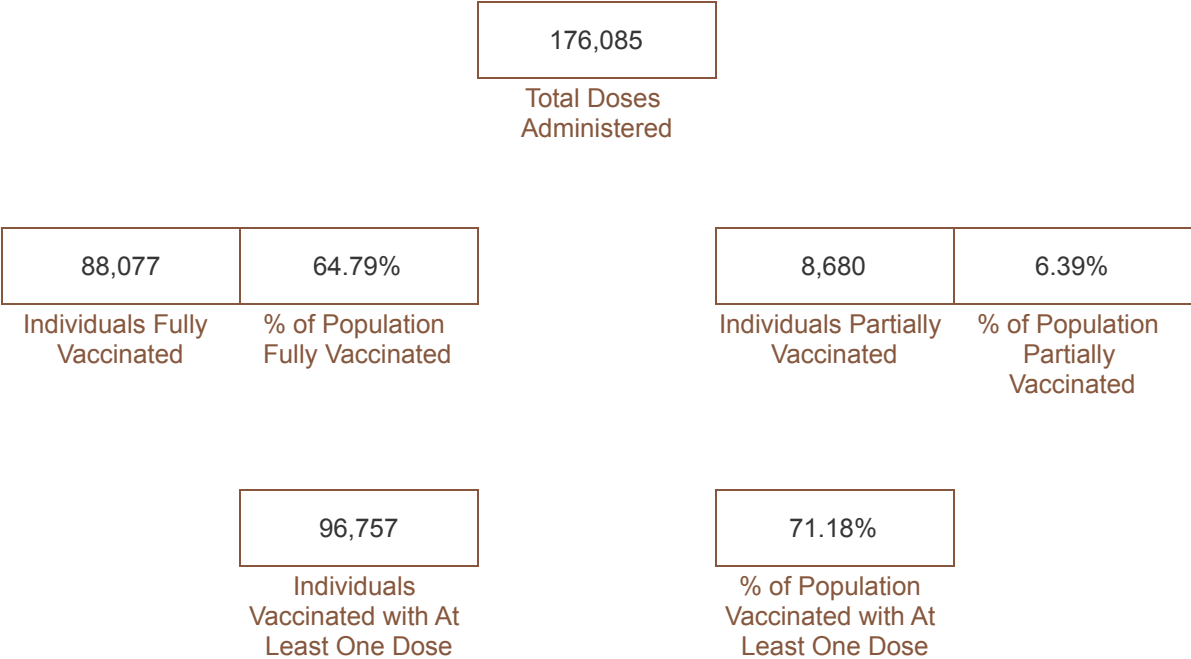 176,085
Total Doses
Administered
88,077
64.79%
8,680
6.39%
Individuals Fully
Vaccinated
% of Population
Fully Vaccinated
Individuals Partially
Vaccinated
% of Population
Partially
Vaccinated
96,757
71.18%
Individuals
Vaccinated with At
Least One Dose
% of Population
Vaccinated with At
Least One Dose